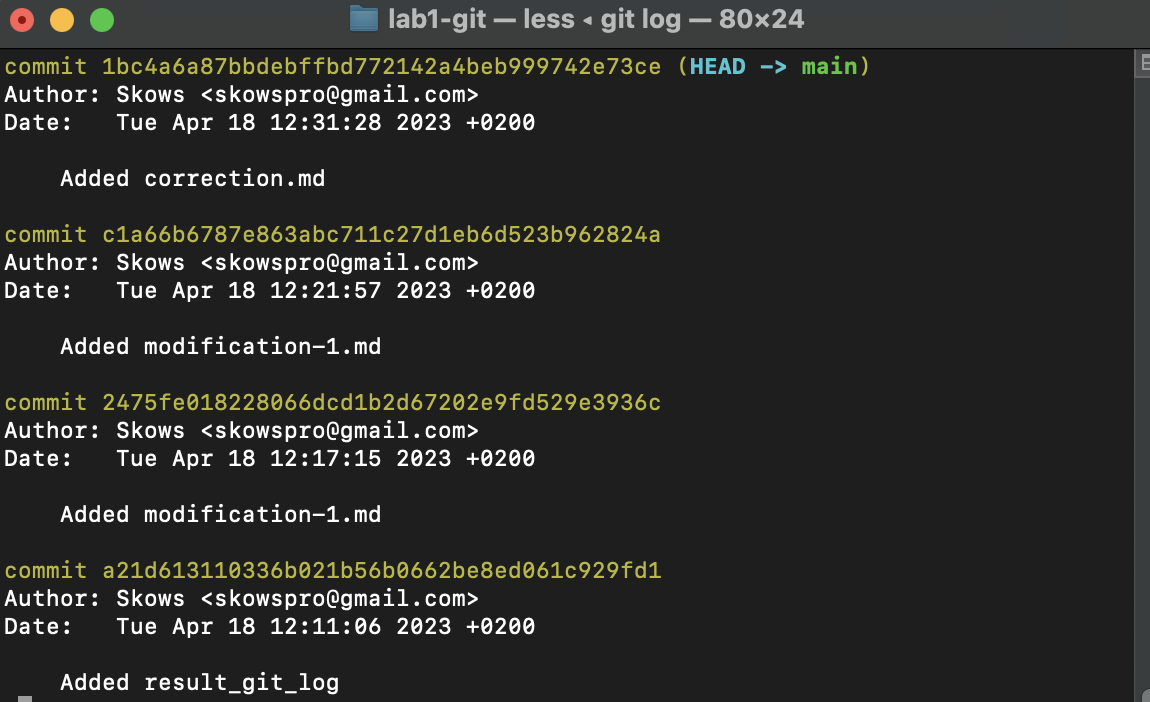 lab1-git — less ◂ git log — 80×24
commit 1bc4a6a87bbdebffbd772142a4beb999742e73ce (HEAD -> main)
Author: Skows <skowspro@gmail.com>
Date:   Tue Apr 18 12:31:28 2023 +0200
Added correction.md
commit c1a66b6787e863abc711c27d1eb6d523b962824a
Author: Skows <skowspro@gmail.com>
Date:   Tue Apr 18 12:21:57 2023 +0200
Added modification-1.md
commit 2475fe018228066dcd1b2d67202e9fd529e3936c
Author: Skows <skowspro@gmail.com>
Date:   Tue Apr 18 12:17:15 2023 +0200
Added modification-1.md
commit a21d613110336b021b56b0662be8ed061c929fd1
Author: Skows <skowspro@gmail.com>
Date:   Tue Apr 18 12:11:06 2023 +0200
Added result_git_log